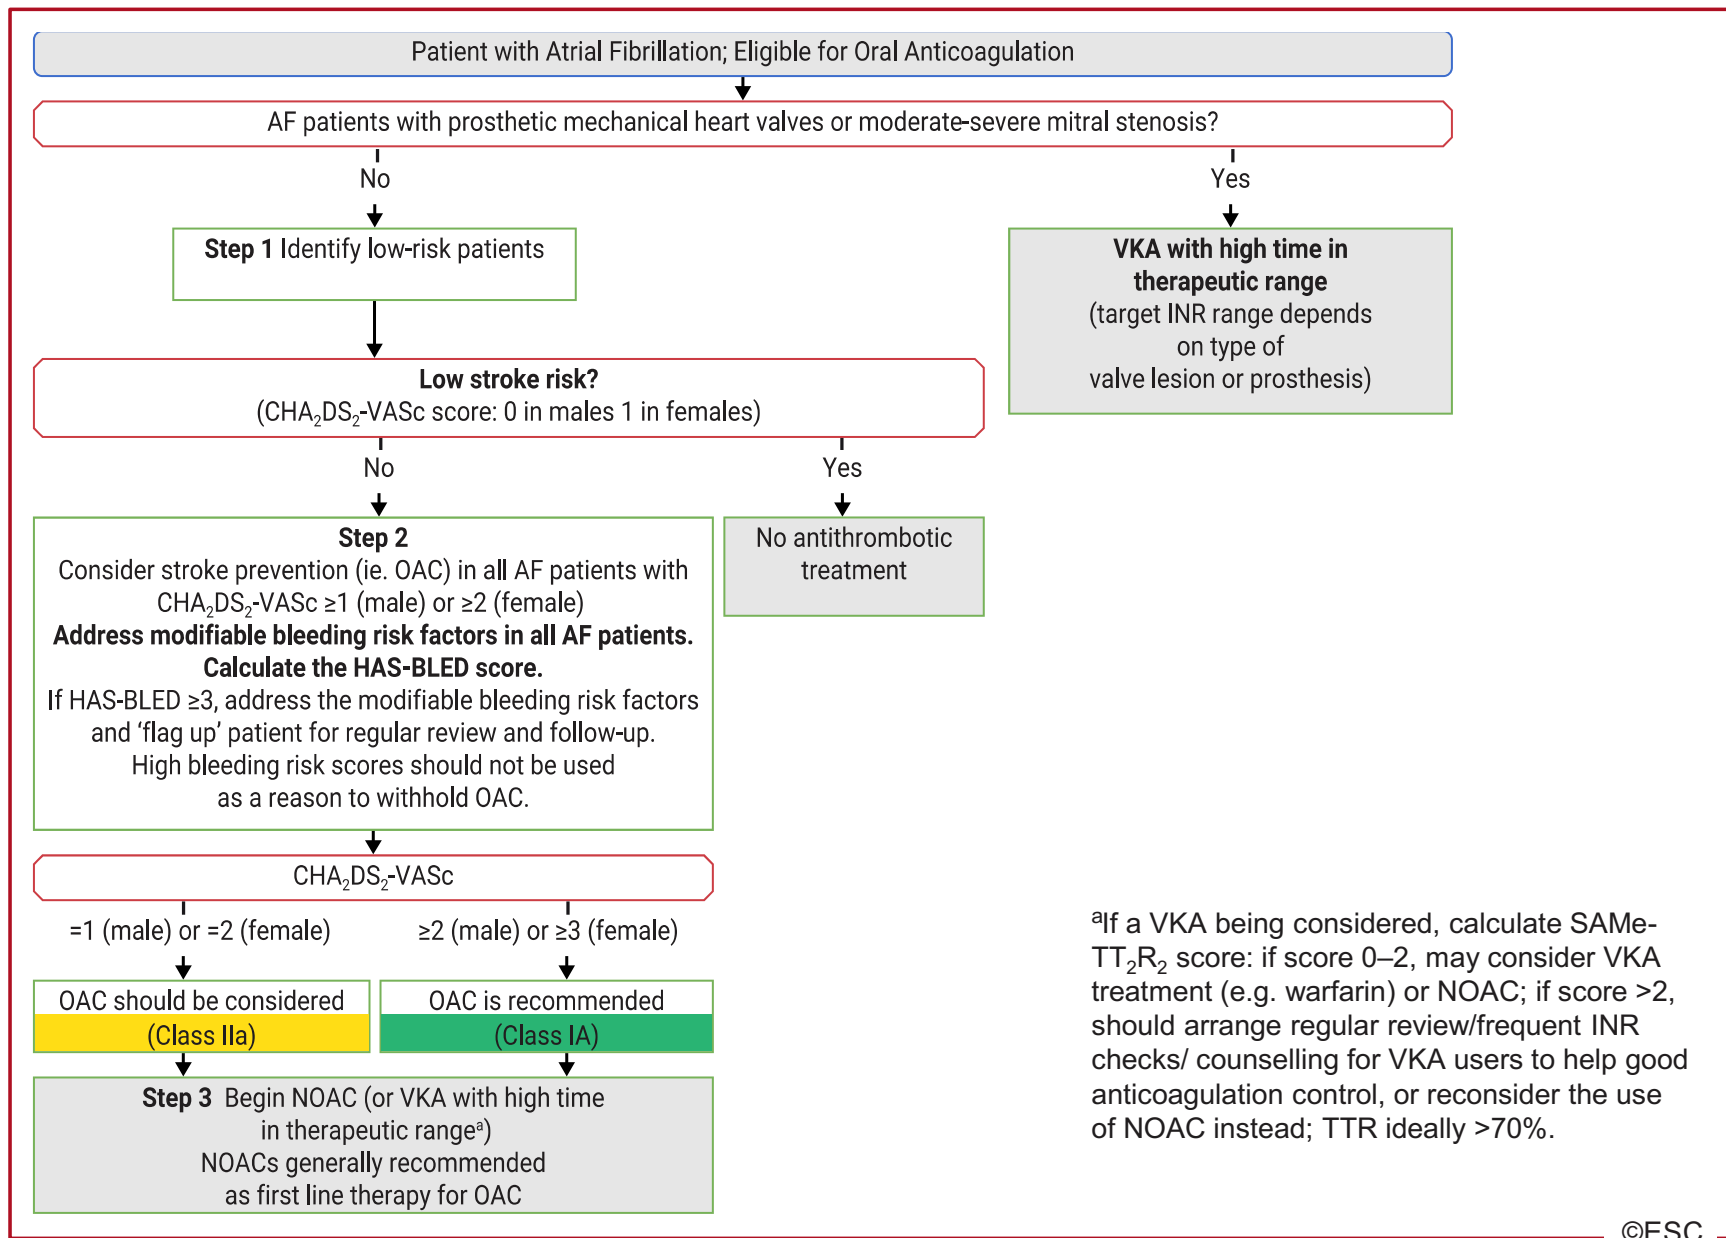 Patient with Atrial Fibrillation; Eligible for Oral Anticoagulation
AF patients with prosthetic mechanical heart valves or moderate-severe mitral stenosis?
No
Yes
Step 1 Identify low-risk patients
VKA with high time in
therapeutic range
(target INR range depends
on type of
valve lesion or prosthesis)
Low stroke risk?
(CHA₂DS₂-VASc score: 0 in males 1 in females)
No
Yes
Step 2
Consider stroke prevention (ie. OAC) in all AF patients with
CHA₂DS₂-VASc ≥1 (male) or ≥2 (female)
Address modifiable bleeding risk factors in all AF patients.
Calculate the HAS-BLED score.
If HAS-BLED ≥3, address the modifiable bleeding risk factors
and ‘flag up’ patient for regular review and follow-up.
High bleeding risk scores should not be used
as a reason to withhold OAC.
No antithrombotic
treatment
CHA₂DS₂-VASc
=1 (male) or =2 (female)
≥2 (male) or ≥3 (female)
OAC should be considered
(Class IIa)
OAC is recommended
(Class IA)
Step 3 Begin NOAC (or VKA with high time
in therapeutic rangeᵃ)
NOACs generally recommended
as first line therapy for OAC
ᵃIf a VKA being considered, calculate SAMe-
TT₂R₂ score: if score 0–2, may consider VKA
treatment (e.g. warfarin) or NOAC; if score >2,
should arrange regular review/frequent INR
checks/ counselling for VKA users to help good
anticoagulation control, or reconsider the use
of NOAC instead; TTR ideally >70%.
©ESC